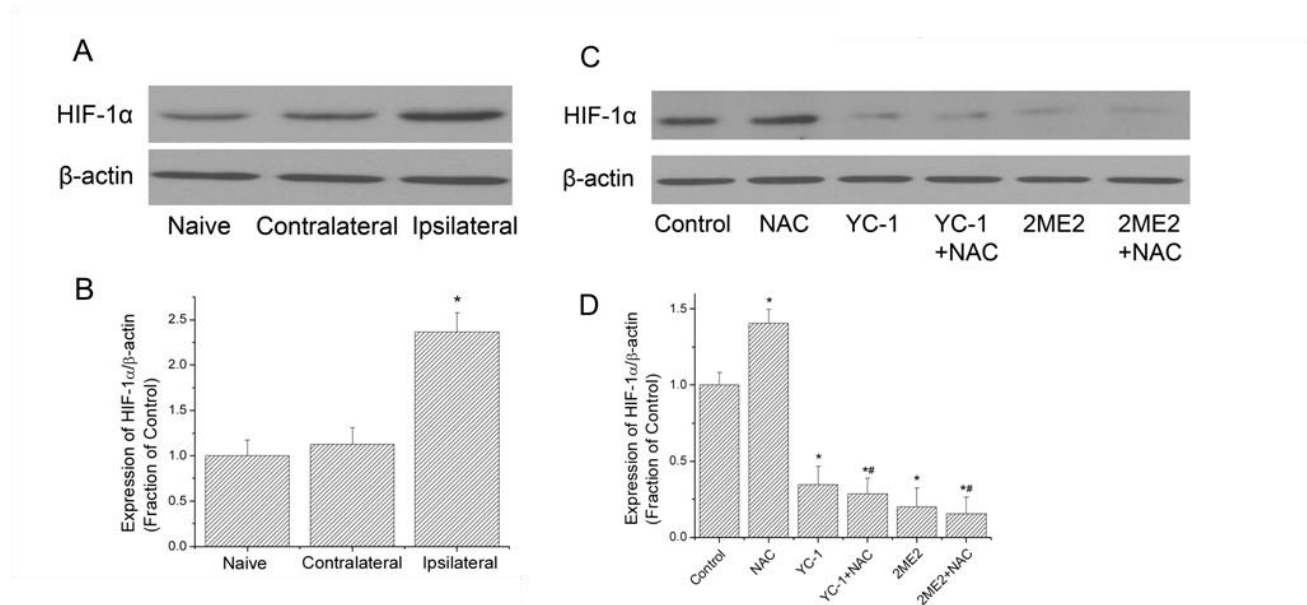 A
HIF-1α
β-actin
Naive Contralateral Ipsilateral
B
Expression of HIF-1α/β-actin
(Fraction of Control)
2.5
2.0
1.5
1.0
0.5
0.0
*
Naive Contralateral Ipsilateral
C
HIF-1α
β-actin
Control NAC YC-1 YC-1 2ME2 2ME2
+NAC +NAC
D
Expression of HIF-1α/β-actin
(Fraction of Control)
1.5
1.0
0.5
0.0
* * *# * *#
Control NAC YC-1 YC-1+NAC 2ME2 2ME2+NAC